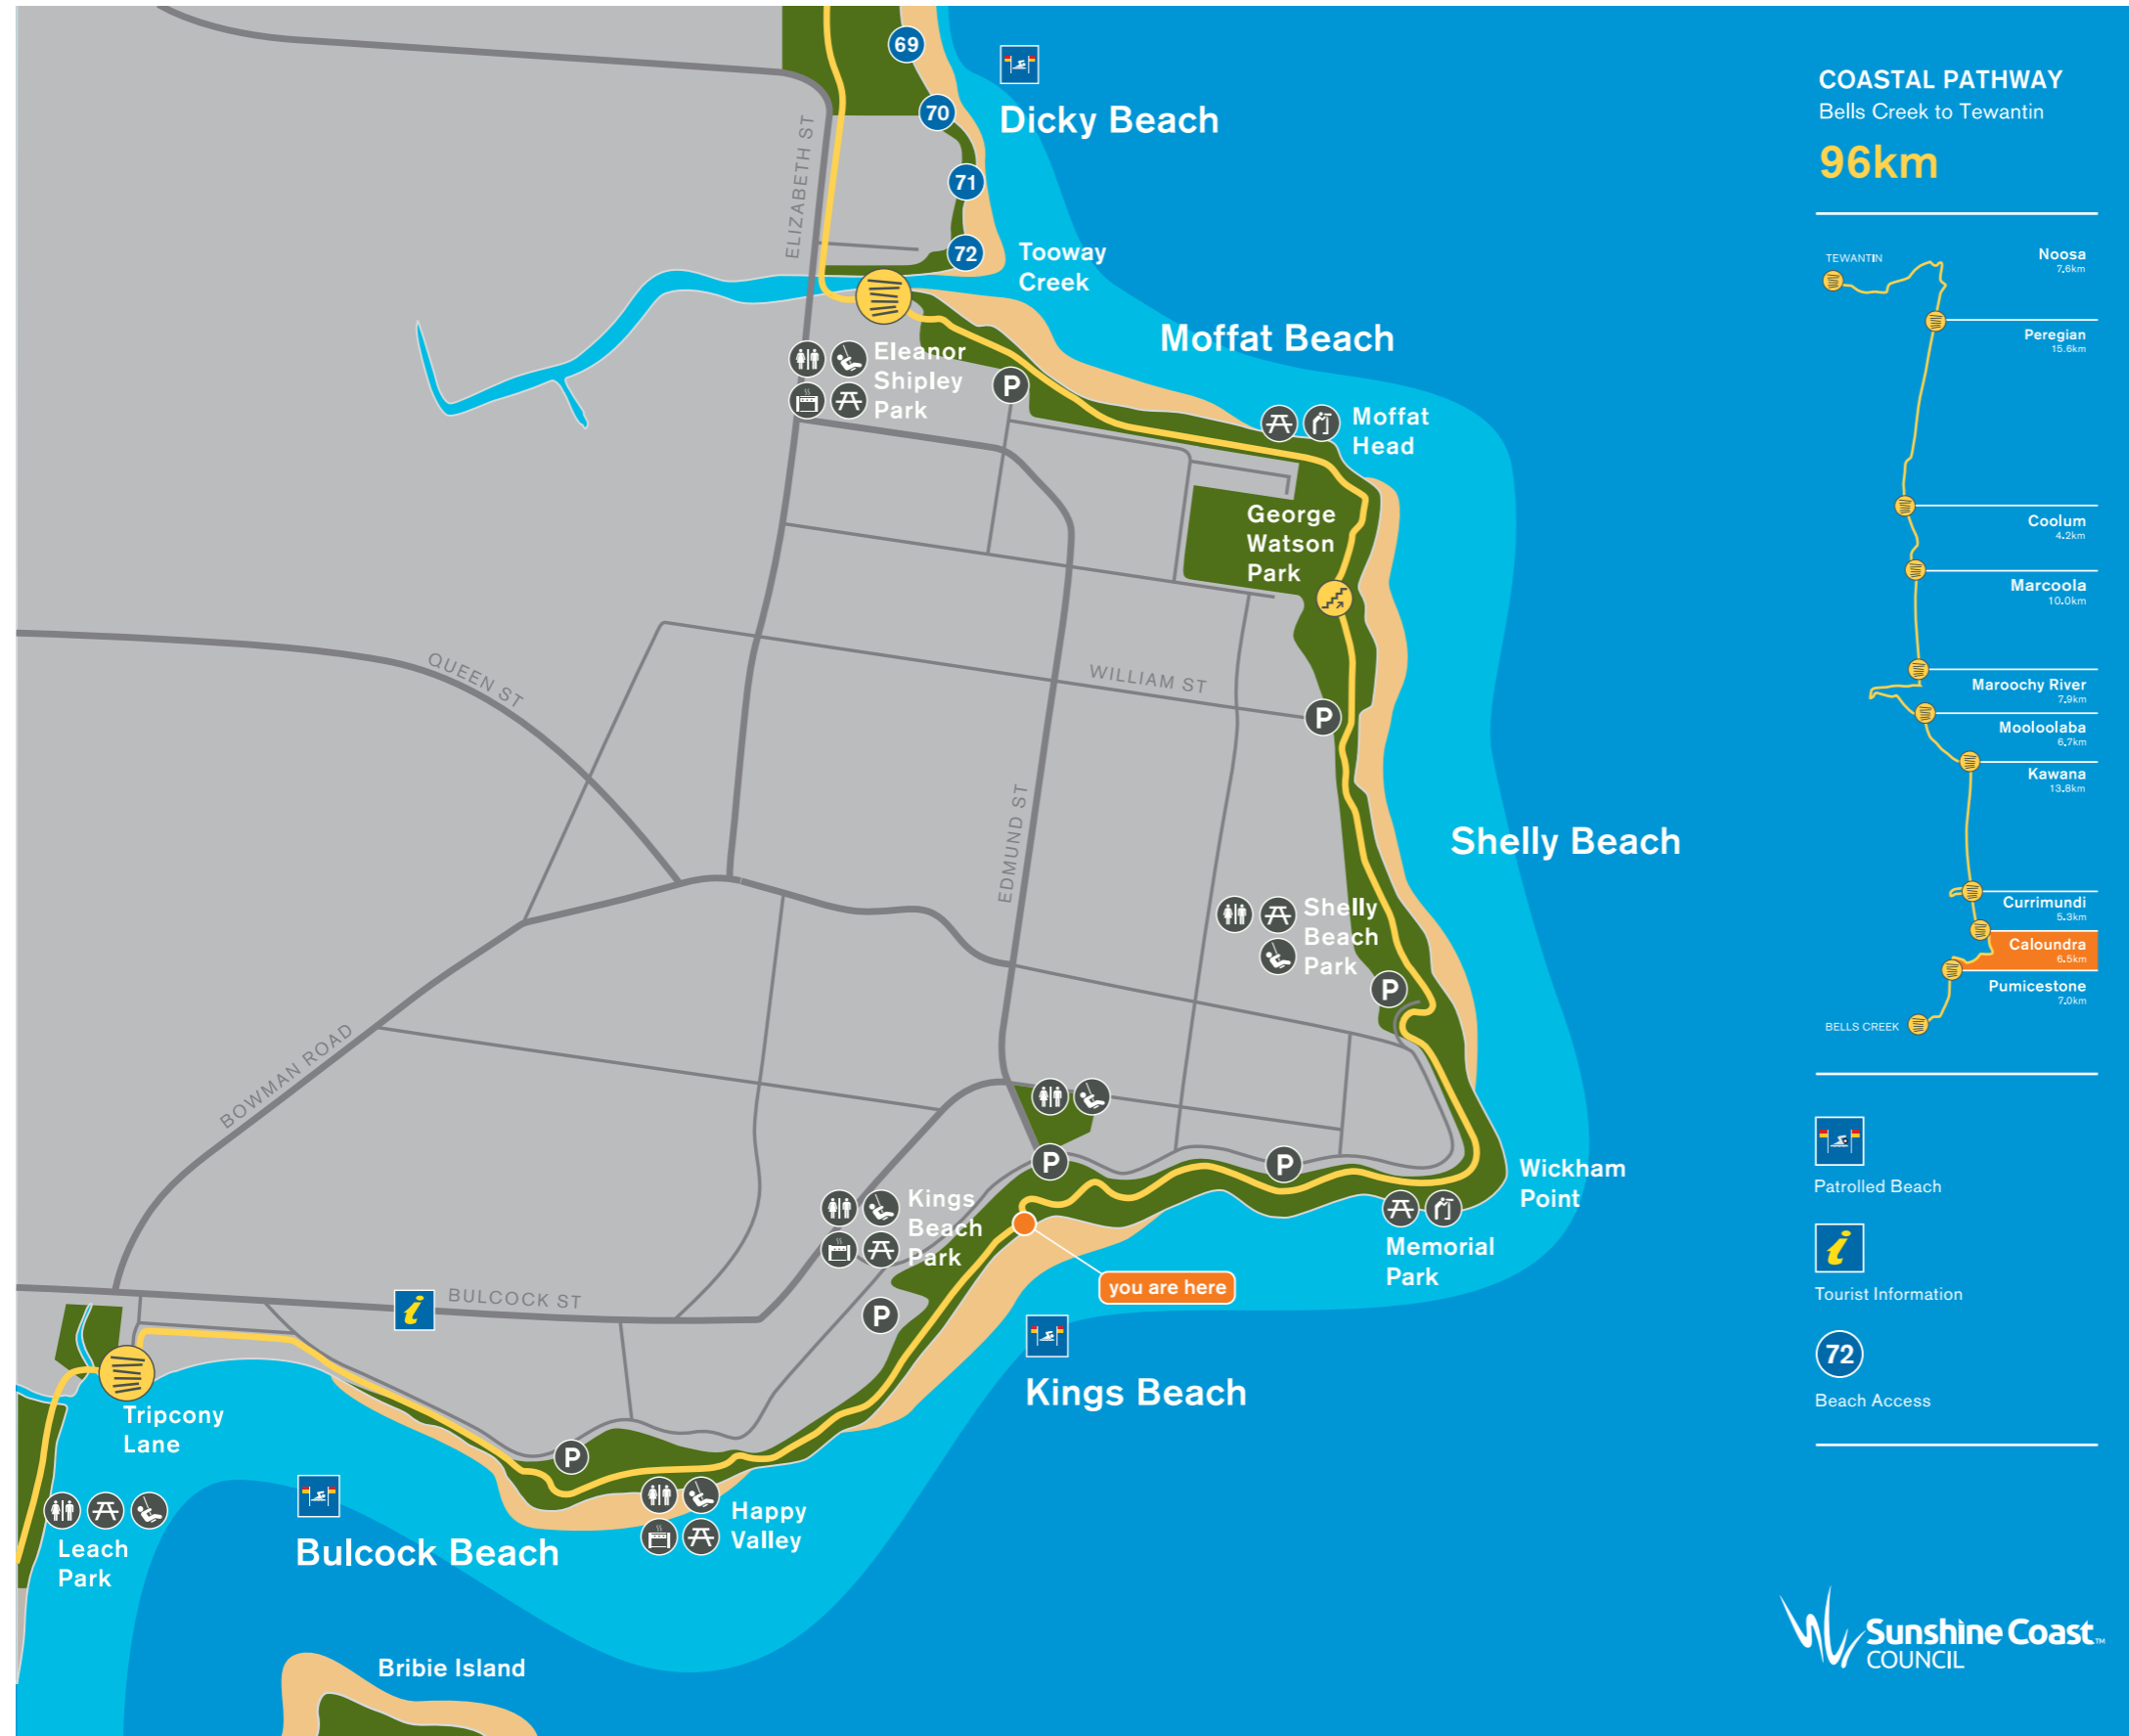 69
70
Dicky Beach
71
ELIZABETH ST
72
Tooway
Creek
Moffat Beach
Eleanor
Shipley
Park
P
Moffat
Head
George
Watson
Park
QUEEN ST
WILLIAM ST
P
EDMUND ST
Shelly Beach
Shelly
Beach
Park
P
BOWMAN ROAD
P
P
Wickham
Point
Kings
Beach
Park
Memorial
Park
you are here
i
BULCOCK ST
P
Kings Beach
Tripcony
Lane
P
Happy
Valley
Leach
Park
Bulcock Beach
Bribie Island
COASTAL PATHWAY
Bells Creek to Tewantin
96km
TEWANTIN
Noosa
7.6km
Peregian
15.6km
Coolum
4.2km
Marcoola
10.0km
Maroochy River
7.9km
Mooloolaba
6.7km
Kawana
13.8km
Currimundi
5.3km
Caloundra
6.5km
Pumicestone
7.0km
BELLS CREEK
Patrolled Beach
i
Tourist Information
72
Beach Access
Sunshine Coast™
COUNCIL